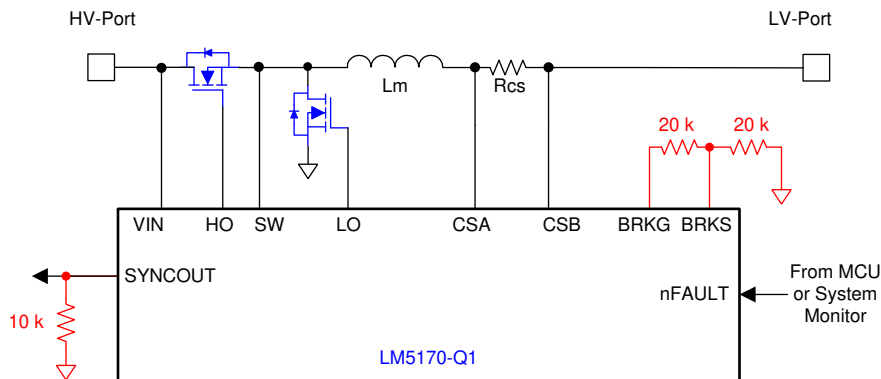 HV-Port
LV-Port
Lm
Rcs
20 k
20 k
VIN
HO
SW
LO
CSA
CSB
BRKG
BRKS
SYNCOUT
nFAULT
From MCU
or System
Monitor
10 k
LM5170-Q1